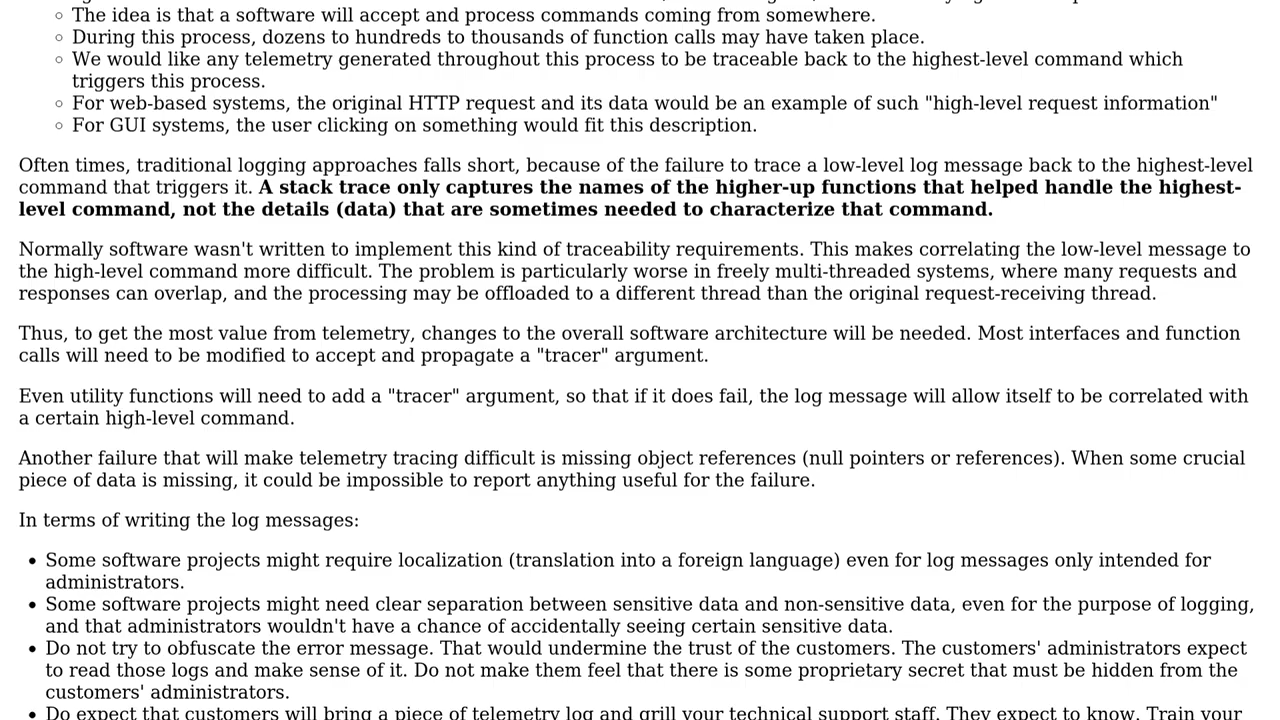 The idea is that a software will accept and process commands coming from somewhere.
During this process, dozens to hundreds to thousands of function calls may have taken place.
We would like any telemetry generated throughout this process to be traceable back to the highest-level command which
triggers this process.
For web-based systems, the original HTTP request and its data would be an example of such "high-level request information"
For GUI systems, the user clicking on something would fit this description.
Often times, traditional logging approaches falls short, because of the failure to trace a low-level log message back to the highest-level
command that triggers it. A stack trace only captures the names of the higher-up functions that helped handle the highest-
level command, not the details (data) that are sometimes needed to characterize that command.
Normally software wasn't written to implement this kind of traceability requirements. This makes correlating the low-level message to
the high-level command more difficult. The problem is particularly worse in freely multi-threaded systems, where many requests and
responses can overlap, and the processing may be offloaded to a different thread than the original request-receiving thread.
Thus, to get the most value from telemetry, changes to the overall software architecture will be needed. Most interfaces and function
calls will need to be modified to accept and propagate a "tracer" argument.
Even utility functions will need to add a "tracer" argument, so that if it does fail, the log message will allow itself to be correlated with
a certain high-level command.
Another failure that will make telemetry tracing difficult is missing object references (null pointers or references). When some crucial
piece of data is missing, it could be impossible to report anything useful for the failure.
In terms of writing the log messages:
Some software projects might require localization (translation into a foreign language) even for log messages only intended for
administrators.
Some software projects might need clear separation between sensitive data and non-sensitive data, even for the purpose of logging,
and that administrators wouldn't have a chance of accidentally seeing certain sensitive data.
Do not try to obfuscate the error message. That would undermine the trust of the customers. The customers' administrators expect
to read those logs and make sense of it. Do not make them feel that there is some proprietary secret that must be hidden from the
customers' administrators.
Do expect that customers will bring a piece of telemetry log and grill your technical support staff. They expect to know. Train your